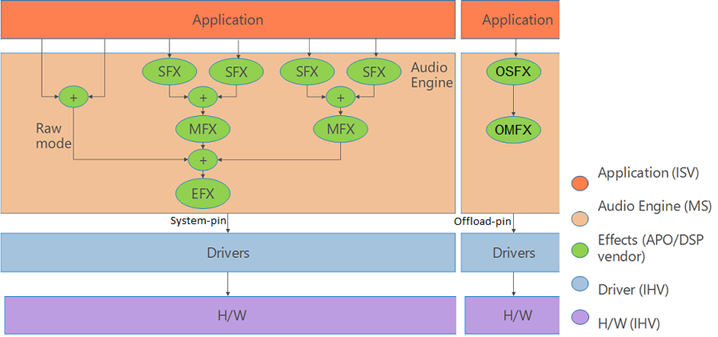 Application
Application
SFX
SFX
SFX
SFX
Audio
Engine
OSFX
+
+
+
Raw
mode
MFX
MFX
OMFX
+
EFX
System-pin
Offload-pin
Drivers
Drivers
H/W
H/W
Application (ISV)
Audio Engine (MS)
Effects (APO/DSP
vendor)
Driver (IHV)
H/W (IHV)